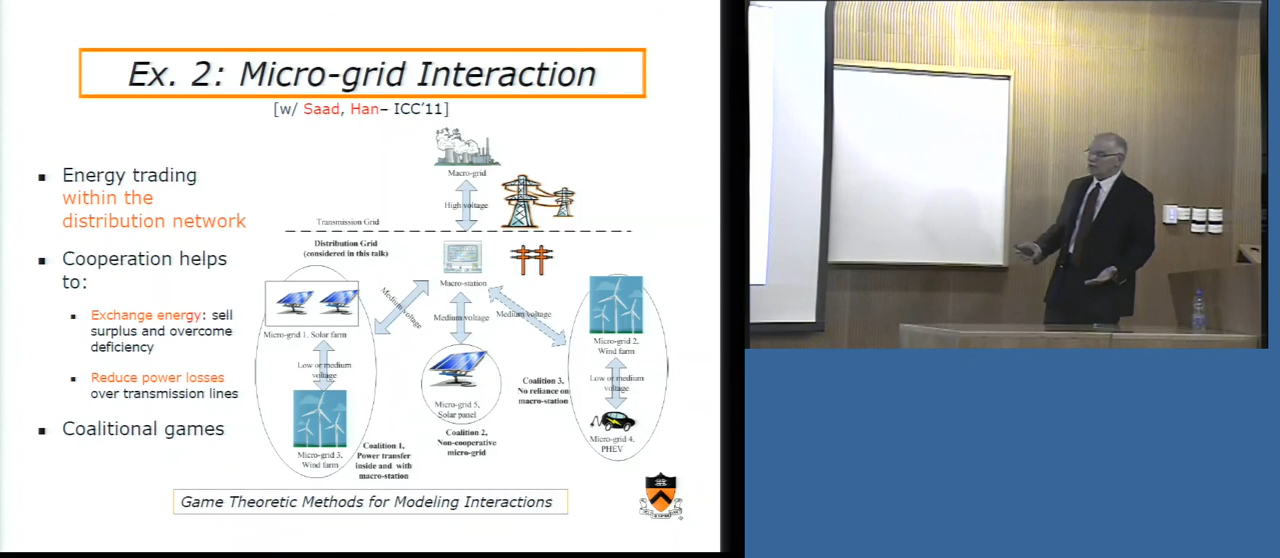 Ex. 2: Micro-grid Interaction
[w/ Saad, Han– ICC'11]
▪ Energy trading
within the
distribution network
▪ Cooperation helps
to:
▪ Exchange energy: sell
surplus and overcome
deficiency
▪ Reduce power losses
over transmission lines
▪ Coalitional games
Macro-grid
High voltage
Transmission Grid
Distribution Grid
(considered in this talk)
Macro-station
Medium voltage
Medium voltage
Medium voltage
Micro-grid 1, Solar farm
Low or medium
voltage
Micro-grid 3,
Wind farm
Coalition 1,
Power transfer
inside and with
macro-station
Micro-grid 5,
Solar panel
Coalition 2,
Non-cooperative
micro-grid
Coalition 3,
No reliance on
macro-station
Micro-grid 2,
Wind farm
Low or medium
voltage
Micro-grid 4,
PHEV
Game Theoretic Methods for Modeling Interactions